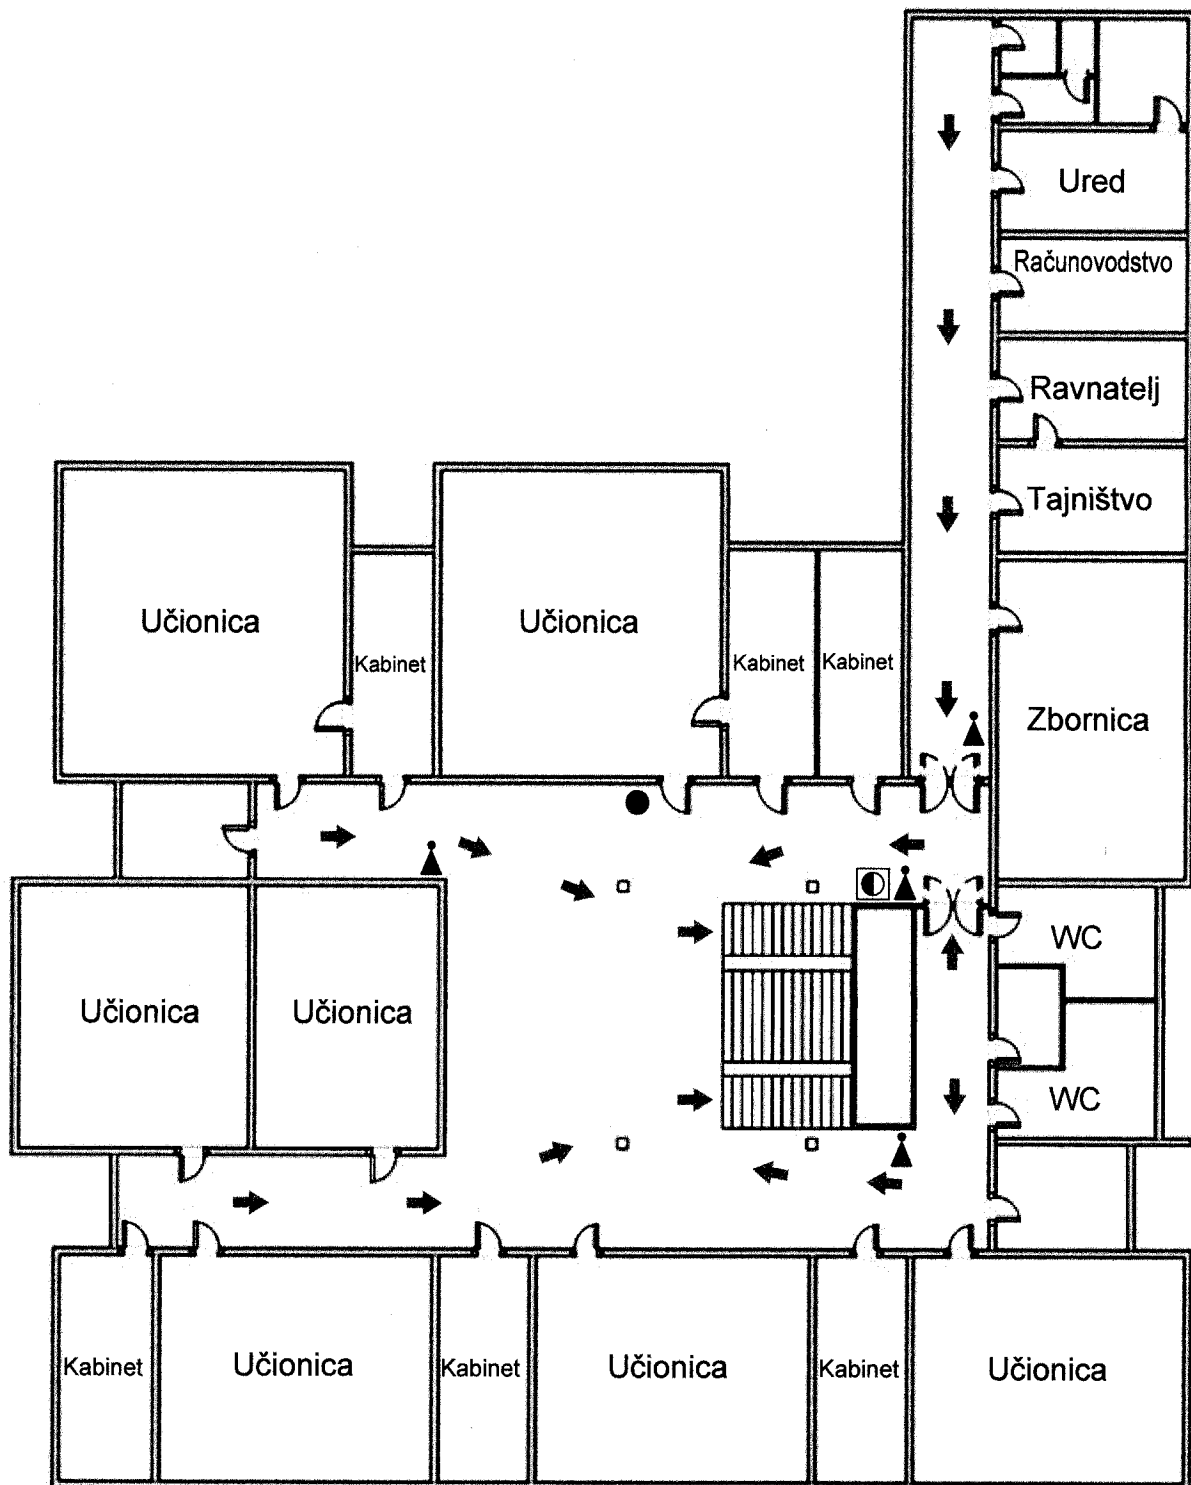 Ured
Računovodstvo
Ravnatelj
Tajništvo
Učionica
Kabinet
Učionica
Kabinet
Kabinet
Zbornica
Učionica
Učionica
WC
WC
Kabinet
Učionica
Kabinet
Učionica
Kabinet
Učionica